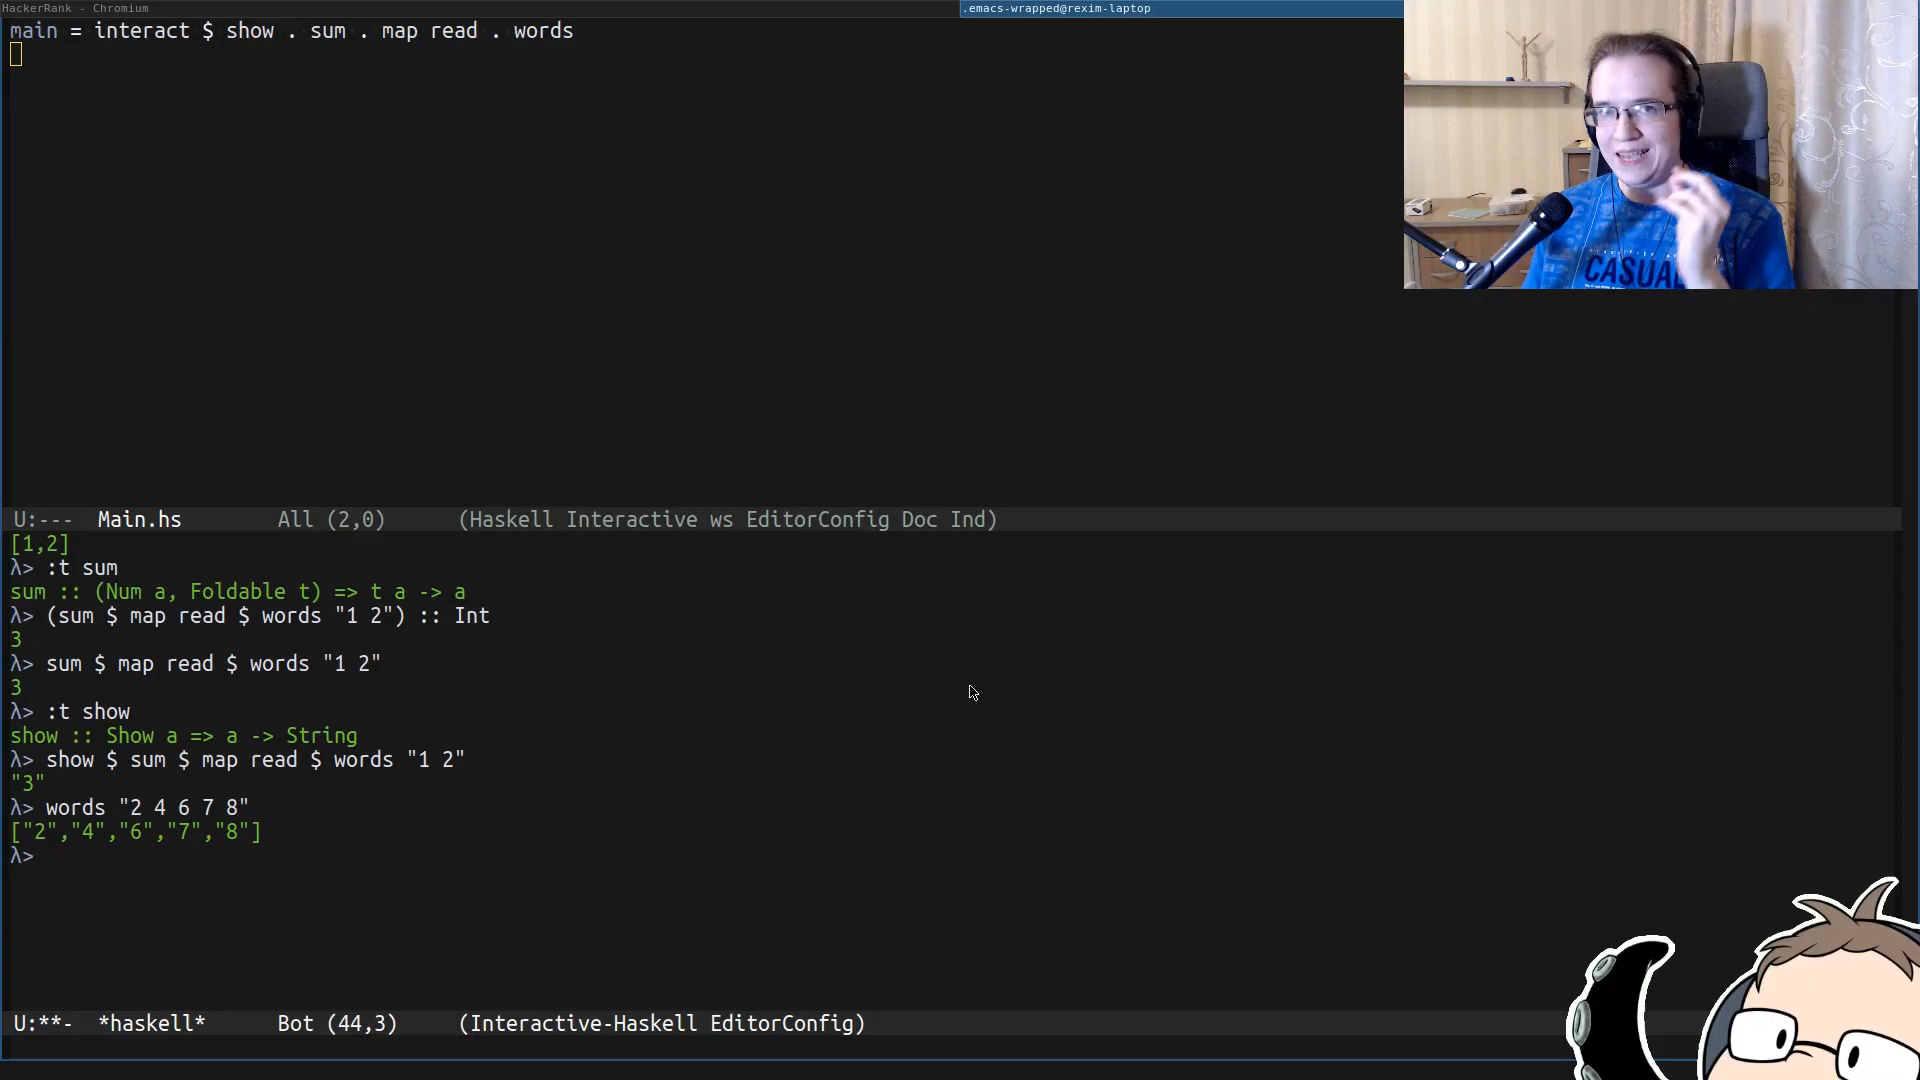 HackerRank - Chromium
.emacs-wrapped@rexim-laptop
main = interact $ show . sum . map read . words
CASUAL
U:--- Main.hs All (2,0) (Haskell Interactive ws EditorConfig Doc Ind)
[1,2]
λ> :t sum
sum :: (Num a, Foldable t) => t a -> a
λ> (sum $ map read $ words "1 2") :: Int
3
λ> sum $ map read $ words "1 2"
3
λ> :t show
show :: Show a => a -> String
λ> show $ sum $ map read $ words "1 2"
"3"
λ> words "2 4 6 7 8"
["2","4","6","7","8"]
λ>
U:**- *haskell* Bot (44,3) (Interactive-Haskell EditorConfig)